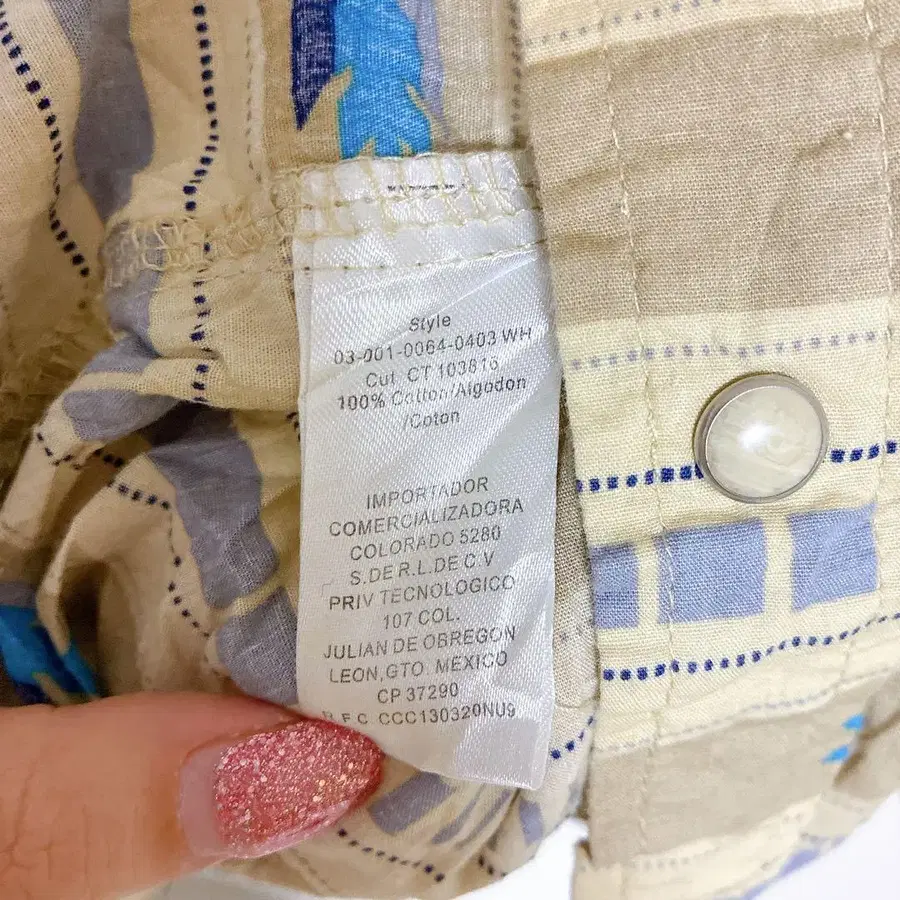 Style
03-001-0064-0403 WH
Cut CT 103816
100% Cotton/Algodon
/Coton
IMPORTADOR
COMERCIALIZADORA
COLORADO 5280
S.DE R.L.DE C.V
PRIV TECNOLOGICO
107 COL.
JULIAN DE OBREGON
LEON,GTO. MEXICO
CP 37290
R.F.C. CCC130320NU9